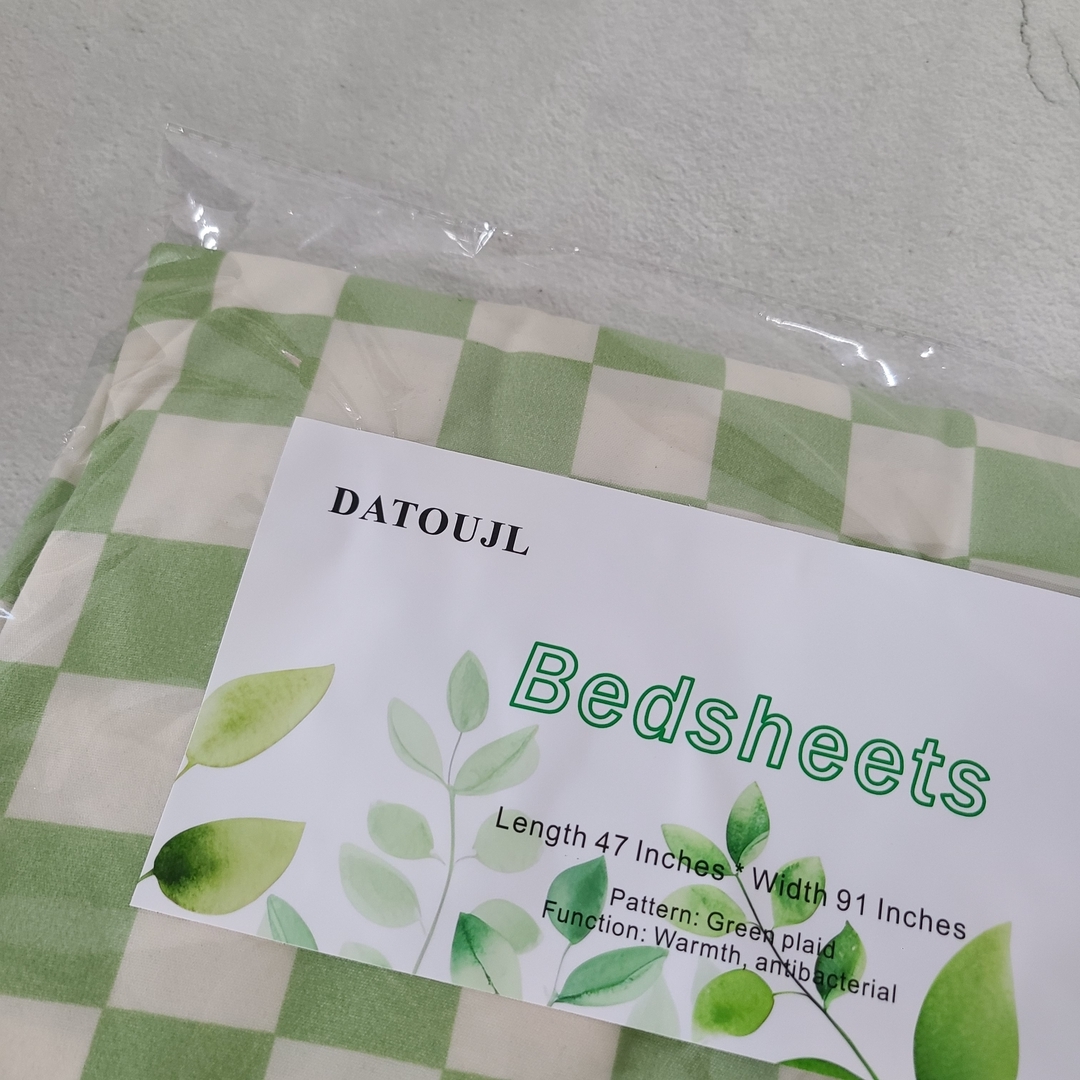 DATOUJL
Bedsheets
Length 47 Inches * Width 91 Inches
Pattern: Green plaid
Function: Warmth, antibacterial